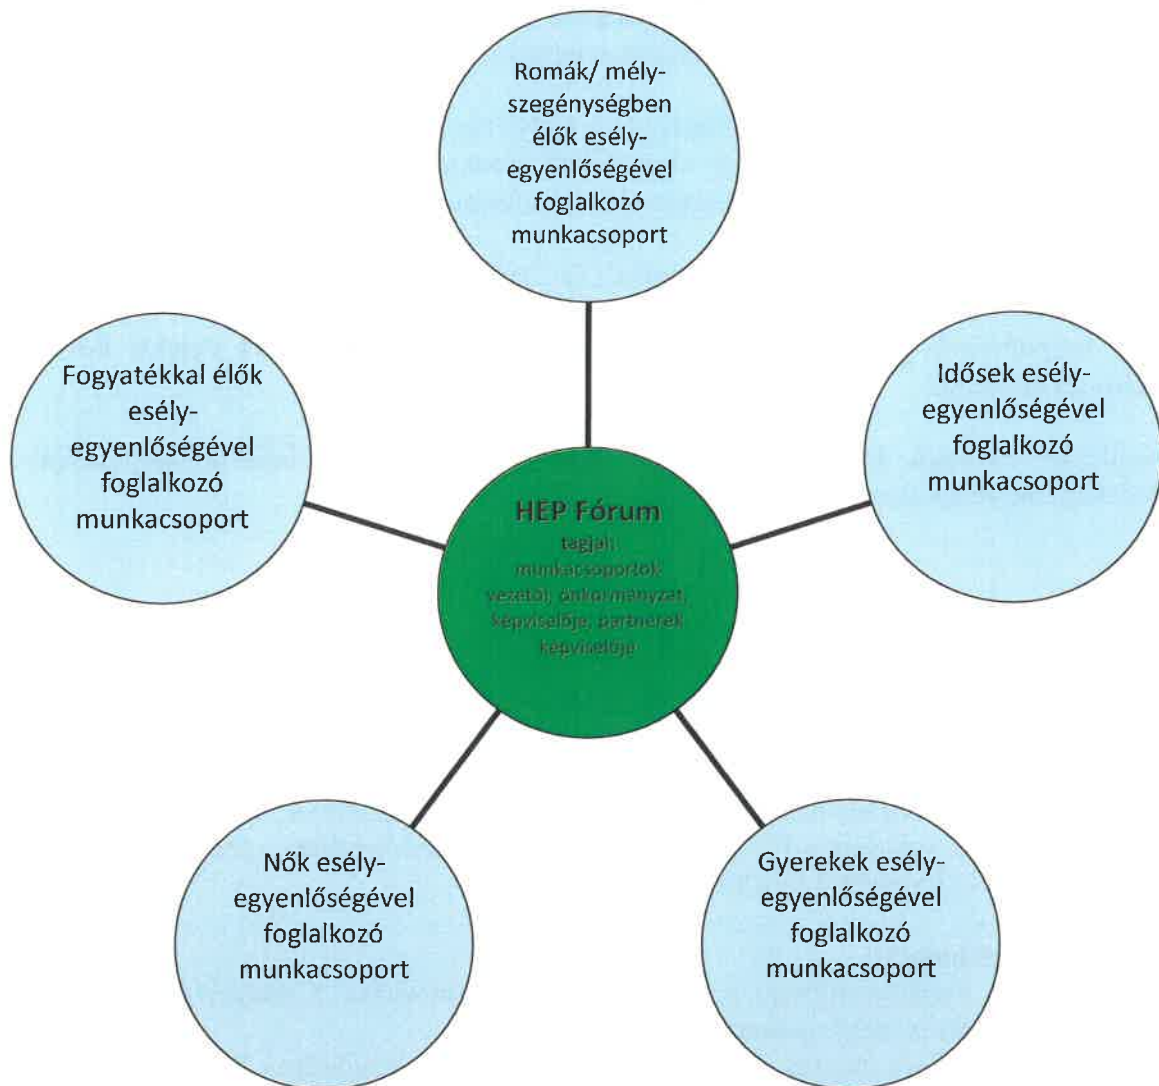 Romák/ mély-
szegénységben
élők esély-
egyenlőségével
foglalkozó
munkacsoport
Fogyatékkal élők
esély-
egyenlőségével
foglalkozó
munkacsoport
Idősek esély-
egyenlőségével
foglalkozó
munkacsoport
HEP Fórum
tagjai:
munkacsoportok
vezetői, önkormányzat,
képviselője, partnerek
képviselője
Nők esély-
egyenlőségével
foglalkozó
munkacsoport
Gyerekek esély-
egyenlőségével
foglalkozó
munkacsoport